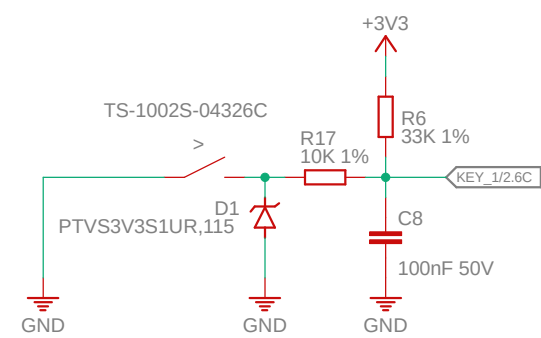 +3V3
TS-1002S-04326C
>
R6
33K 1%
R17
10K 1%
KEY_1/2.6C
D1
PTVS3V3S1UR,115
C8
100nF 50V
GND
GND
GND